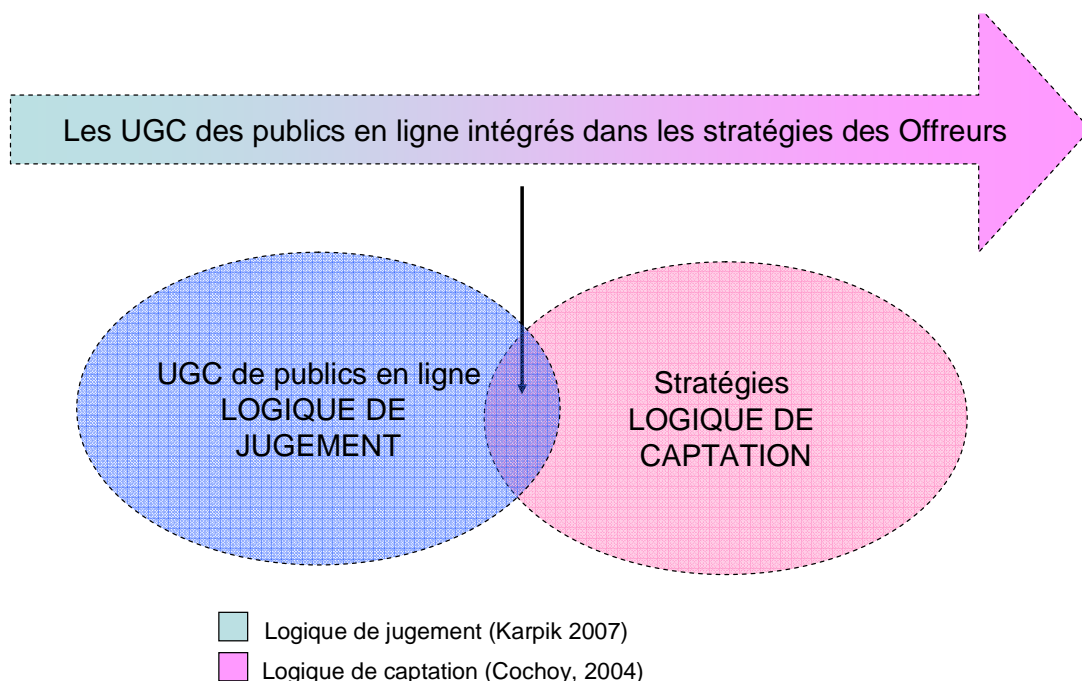 Les UGC des publics en ligne intégrés dans les stratégies des Offreurs
UGC de publics en ligne
LOGIQUE DE
JUGEMENT
Stratégies
LOGIQUE DE
CAPTATION
Logique de jugement (Karpik 2007)
Logique de captation (Cochoy, 2004)